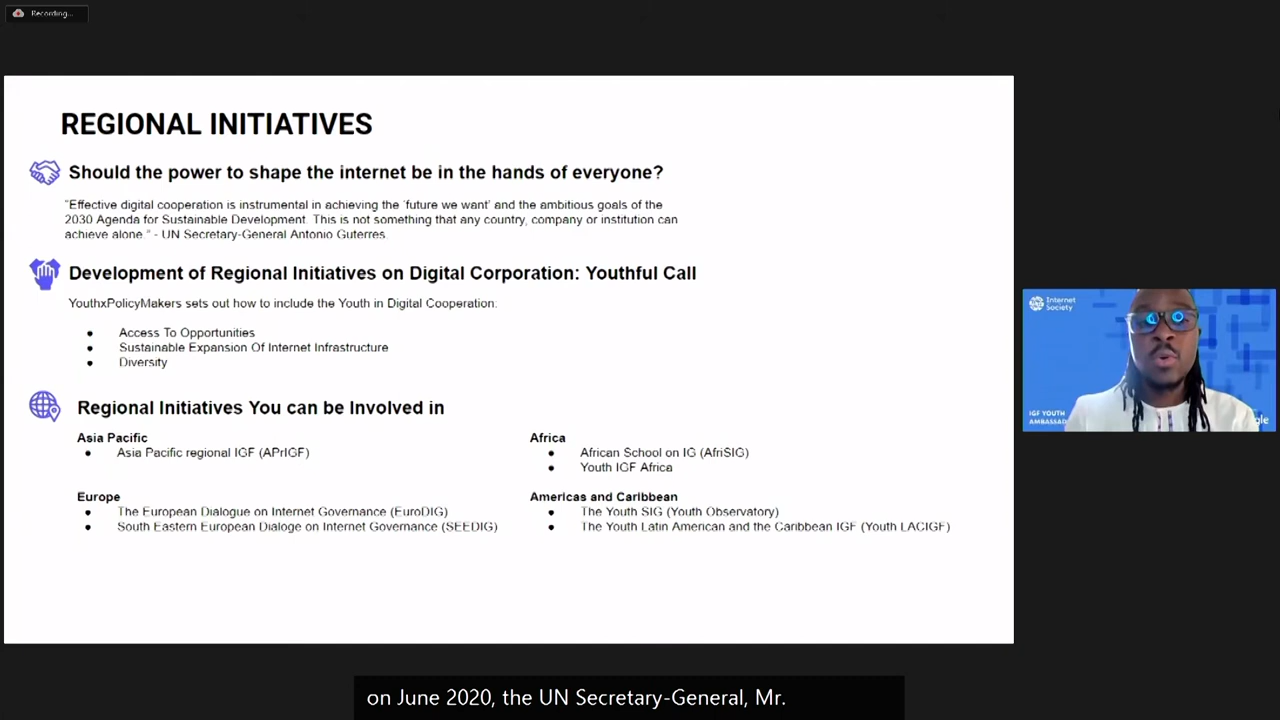 Recording...
REGIONAL INITIATIVES
Should the power to shape the internet be in the hands of everyone?
"Effective digital cooperation is instrumental in achieving the 'future we want' and the ambitious goals of the
2030 Agenda for Sustainable Development. This is not something that any country, company or institution can
achieve alone." - UN Secretary-General Antonio Guterres.
Development of Regional Initiatives on Digital Corporation: Youthful Call
YouthxPolicyMakers sets out how to include the Youth in Digital Cooperation:
● Access To Opportunities
● Sustainable Expansion Of Internet Infrastructure
● Diversity
Regional Initiatives You can be Involved in
Asia Pacific
● Asia Pacific regional IGF (APrIGF)
Africa
● African School on IG (AfriSIG)
● Youth IGF Africa
Europe
● The European Dialogue on Internet Governance (EuroDIG)
● South Eastern European Dialoge on Internet Governance (SEEDIG)
Americas and Caribbean
● The Youth SIG (Youth Observatory)
● The Youth Latin American and the Caribbean IGF (Youth LACIGF)
Internet
Society
IGF YOUTH
AMBASSAD
gle
on June 2020, the UN Secretary-General, Mr.